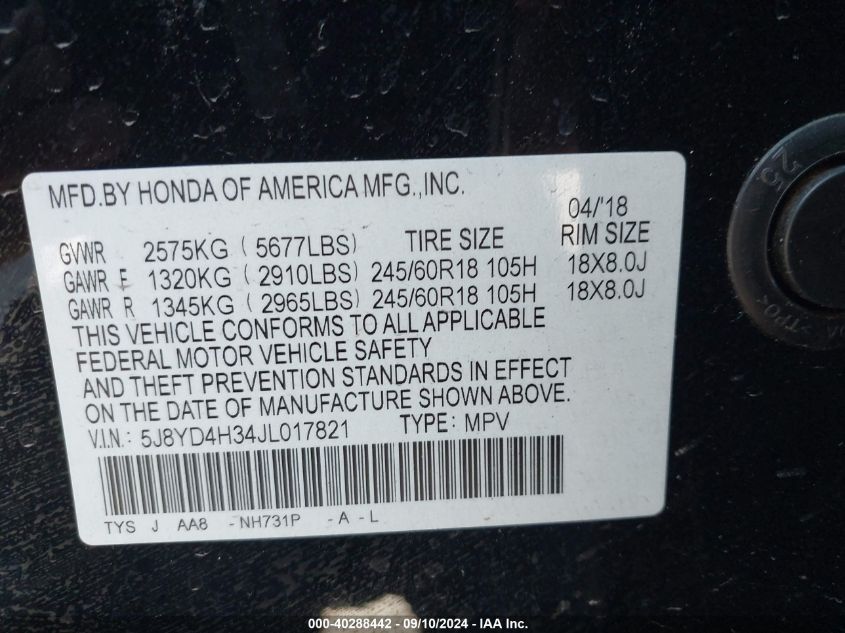 MFD.BY HONDA OF AMERICA MFG.,INC.
04/'18
GVWR 2575KG ( 5677LBS) TIRE SIZE RIM SIZE
GAWR F 1320KG ( 2910LBS) 245/60R18 105H 18X8.0J
GAWR R 1345KG ( 2965LBS) 245/60R18 105H 18X8.0J
THIS VEHICLE CONFORMS TO ALL APPLICABLE
FEDERAL MOTOR VEHICLE SAFETY
AND THEFT PREVENTION STANDARDS IN EFFECT
ON THE DATE OF MANUFACTURE SHOWN ABOVE.
V.I.N.: 5J8YD4H34JL017821 TYPE: MPV
TYS J AA8 -NH731P -A -L
25
000-40288442 - 09/10/2024 - IAA Inc.